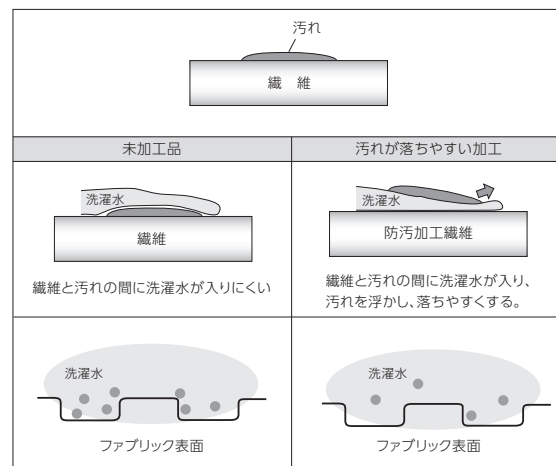 汚れ
繊 維
未加工品
汚れが落ちやすい加工
洗濯水
繊維
繊維と汚れの間に洗濯水が入りにくい
洗濯水
防汚加工繊維
繊維と汚れの間に洗濯水が入り、
汚れを浮かし、落ちやすくする。
洗濯水
ファブリック表面
洗濯水
ファブリック表面